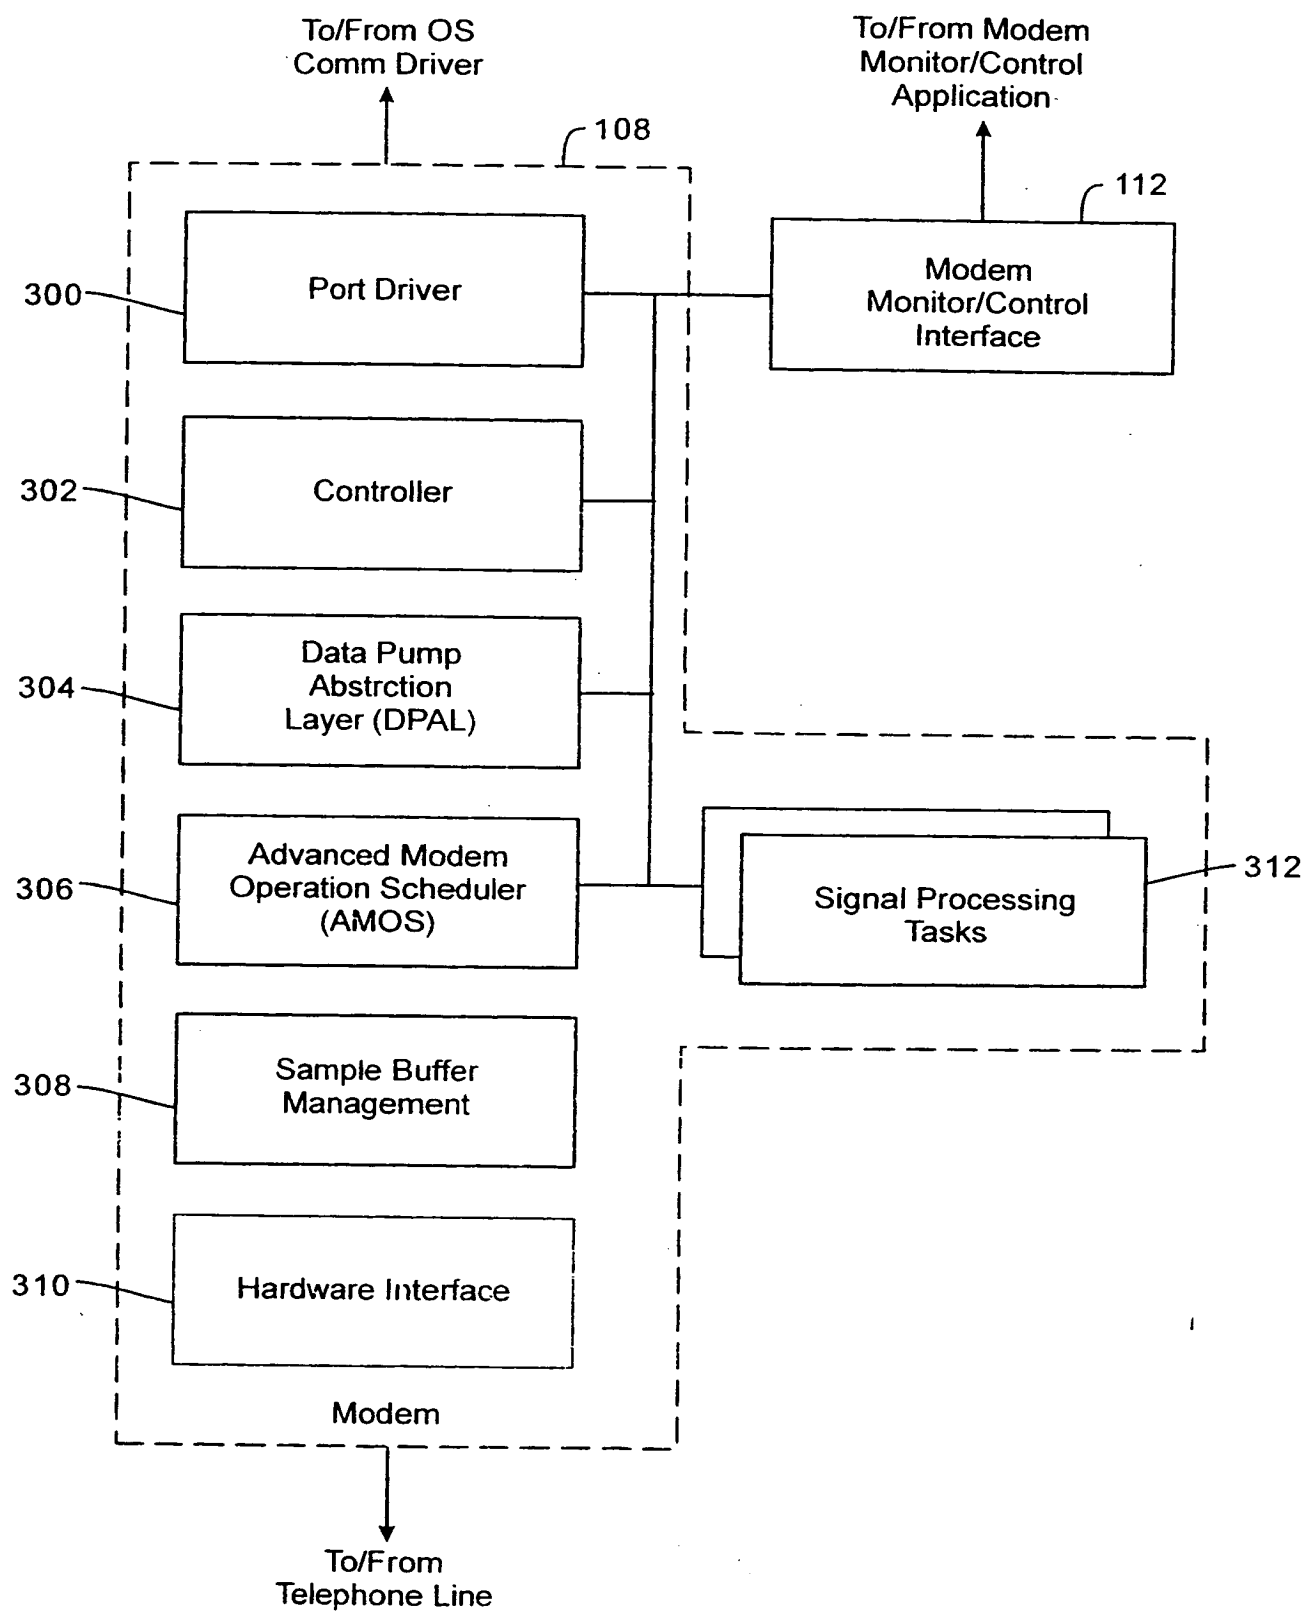 To/From OS
Comm Driver
To/From Modem
Monitor/Control
Application
108
112
Port Driver
300
Modem
Monitor/Control
Interface
Controller
302
Data Pump
Abstrction
Layer (DPAL)
304
Advanced Modem
Operation Scheduler
(AMOS)
306
Signal Processing
Tasks
312
Sample Buffer
Management
308
Hardware Interface
310
Modem
To/From
Telephone Line